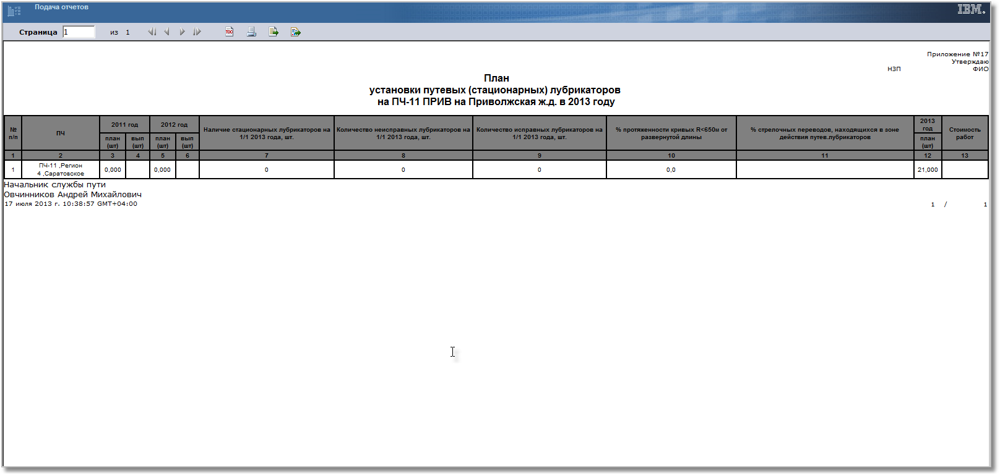 Подача отчетов
IBM.
Страница 1 из 1
TOC
Приложение №17
Утверждаю
НЗП ФИО
План
установки путевых (стационарных) лубрикаторов
на ПЧ-11 ПРИВ на Приволжская ж.д. в 2013 году
№ п/п
ПЧ
2011 год
план (шт)
вып (шт)
2012 год
план (шт)
вып (шт)
Наличие стационарных лубрикаторов на
1/1 2013 года, шт.
Количество неисправных лубрикаторов на
1/1 2013 года, шт.
Количество исправных лубрикаторов на
1/1 2013 года, шт.
% протяженности кривых R<650м от
развернутой длины
% стрелочных переводов, находящихся в зоне
действия путев.лубрикаторов
2013 год
план (шт)
Стоимость
работ
1 2 3 4 5 6 7 8 9 10 11 12 13
1 ПЧ-11 ,Регион 4 ,Саратовское 0,000 0,000 0 0 0 0,0 21,000
Начальник службы пути
Овчинников Андрей Михайлович
17 июля 2013 г. 10:38:57 GMT+04:00 1 / 1